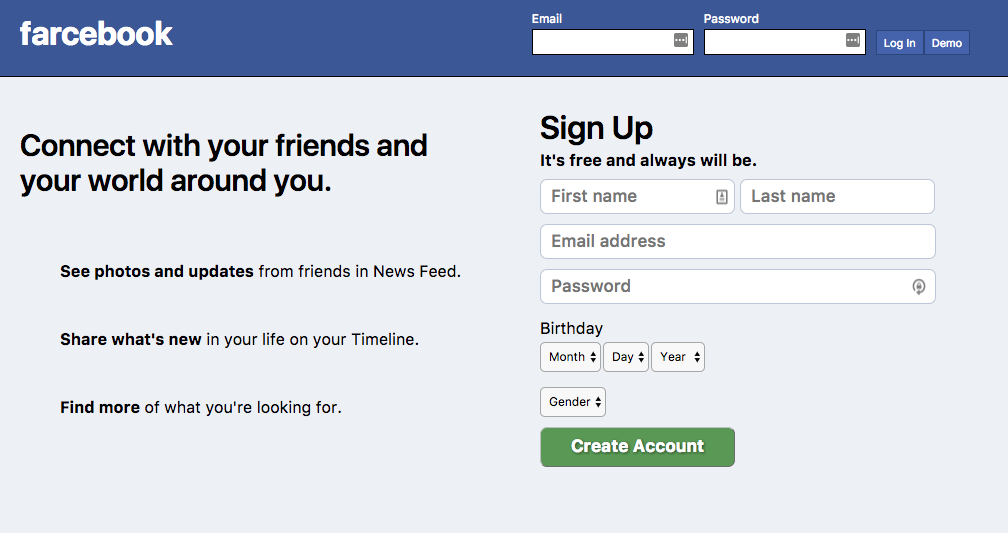 farcebook
Email Password
Log In Demo
Connect with your friends and
your world around you.
See photos and updates from friends in News Feed.
Share what's new in your life on your Timeline.
Find more of what you're looking for.
Sign Up
It's free and always will be.
First name Last name
Email address
Password
Birthday
Month Day Year
Gender
Create Account